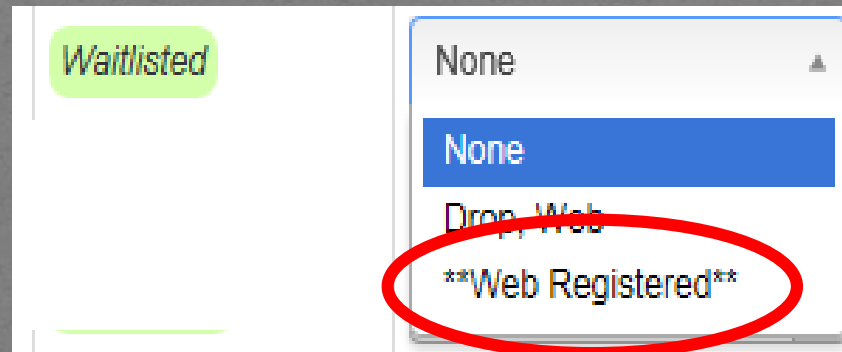 Waitlisted
None
None
Drop, Web
**Web Registered**